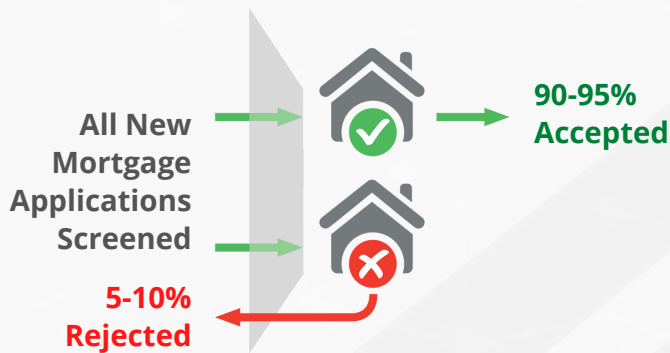 All New
Mortgage
Applications
Screened
90-95%
Accepted
5-10%
Rejected